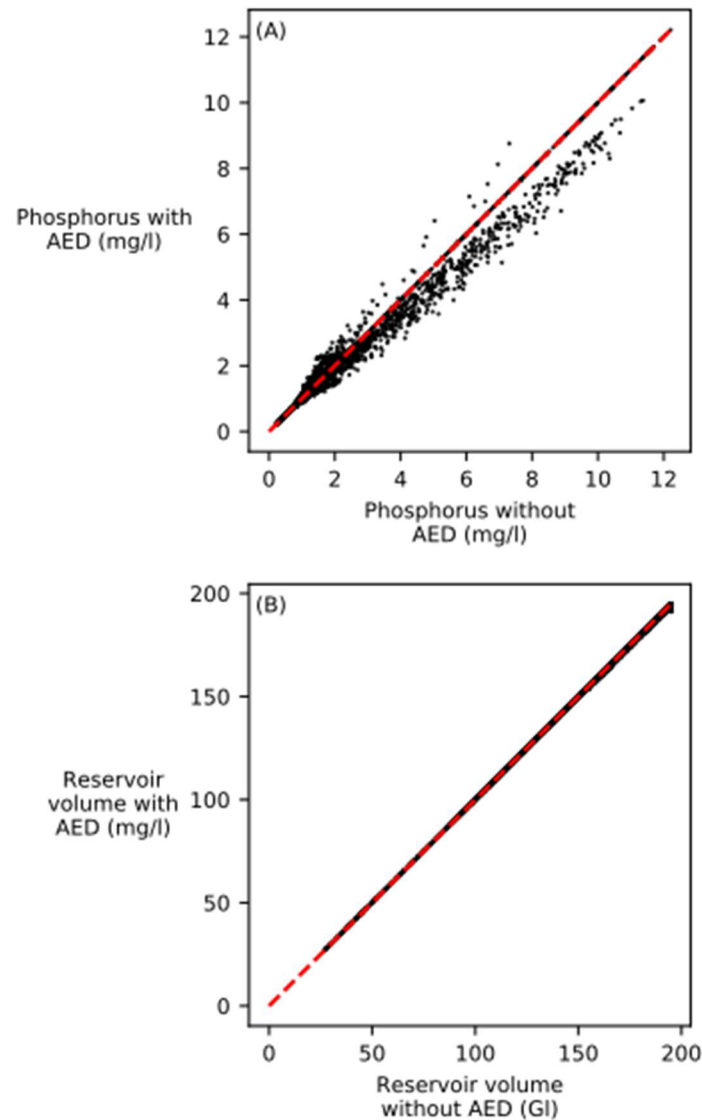 (A)
12
10
8
6
4
2
0
Phosphorus with
AED (mg/l)
0 2 4 6 8 10 12
Phosphorus without
AED (mg/l)
(B)
200
150
100
50
0
Reservoir
volume with
AED (mg/l)
0 50 100 150 200
Reservoir volume
without AED (Gl)